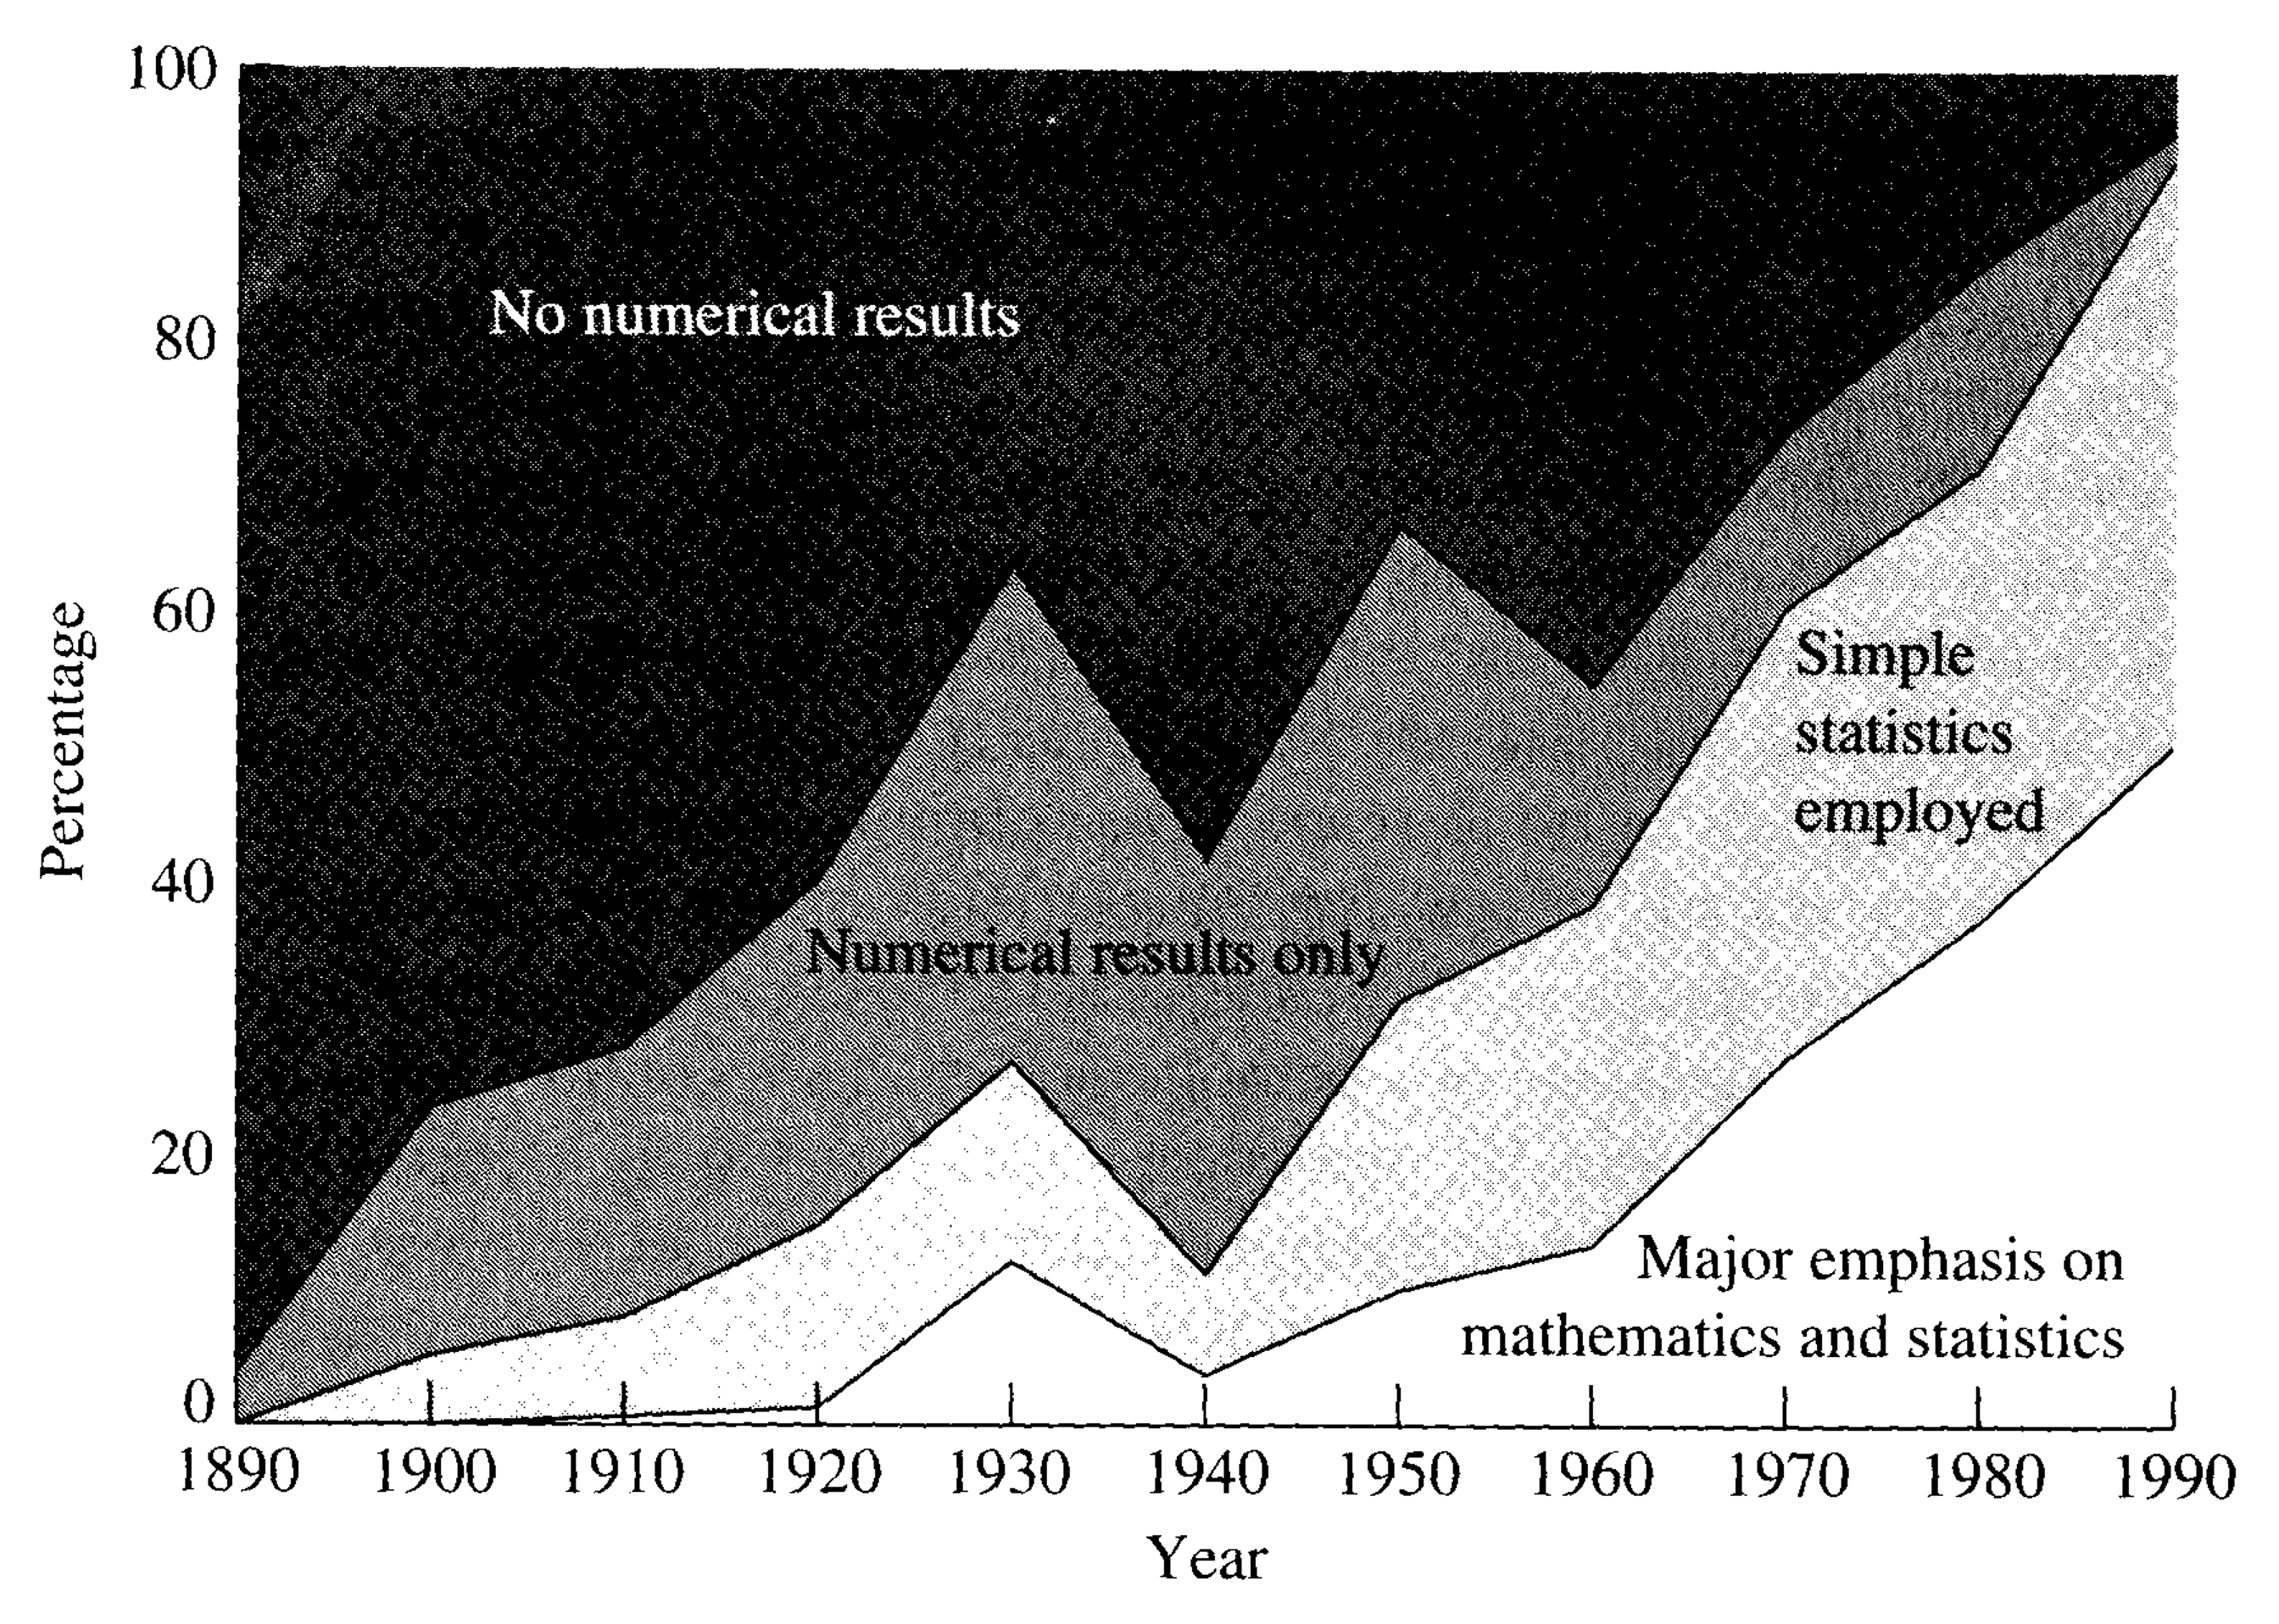 100
80
60
40
20
0
Percentage
No numerical results
Numerical results only
Simple
statistics
employed
Major emphasis on
mathematics and statistics
1890 1900 1910 1920 1930 1940 1950 1960 1970 1980 1990
Year